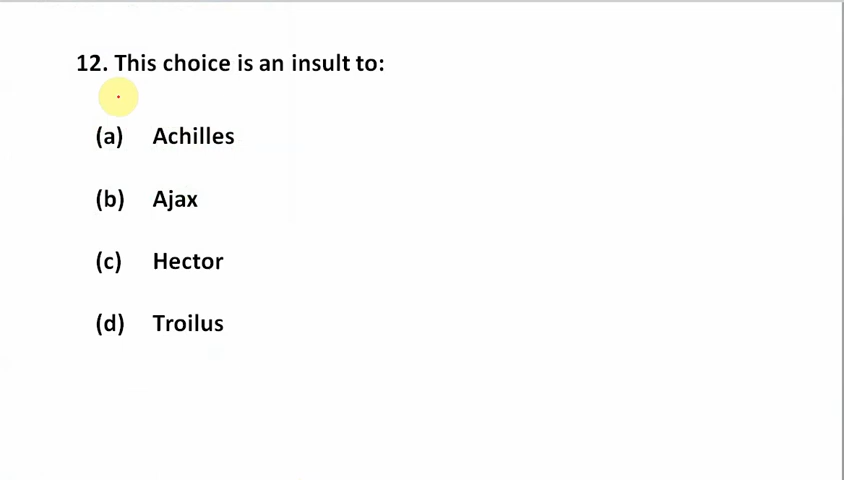 12. This choice is an insult to:
(a) Achilles
(b) Ajax
(c) Hector
(d) Troilus